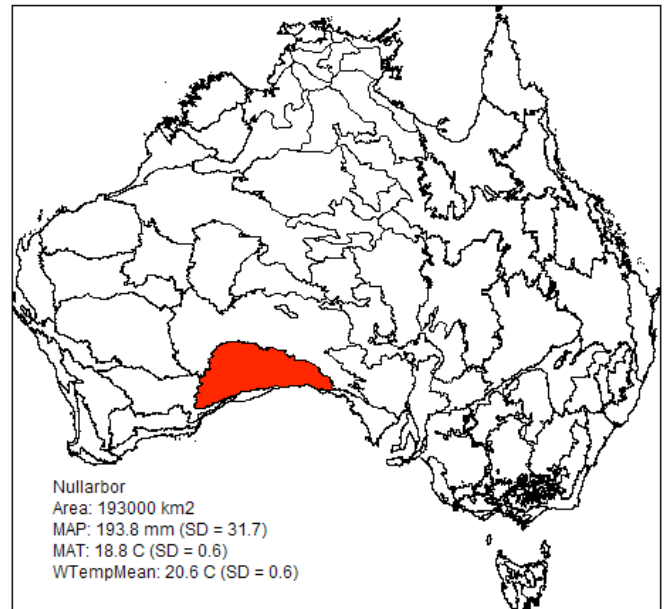 Nullarbor
Area: 193000 km2
MAP: 193.8 mm (SD = 31.7)
MAT: 18.8 C (SD = 0.6)
WTempMean: 20.6 C (SD = 0.6)